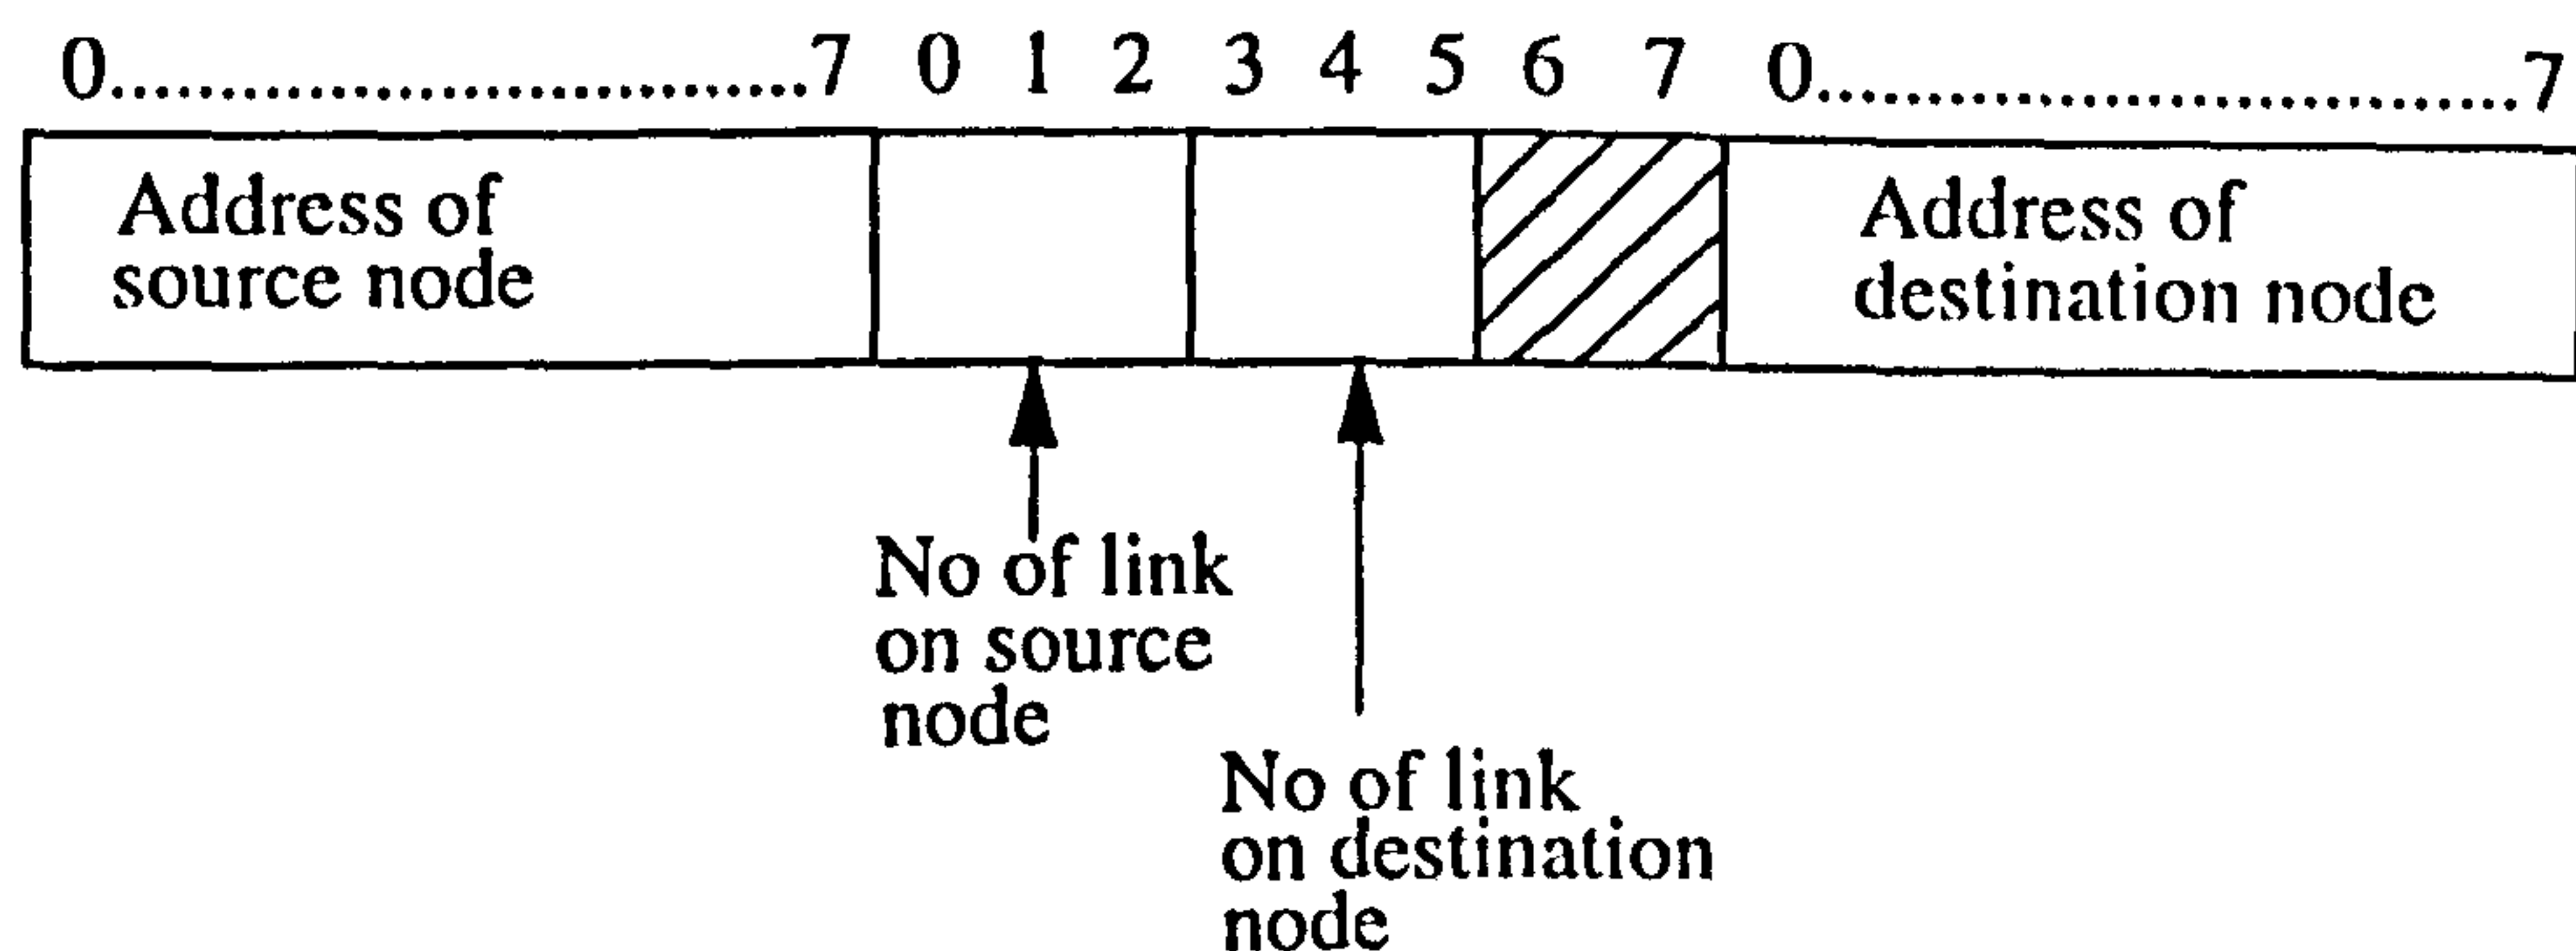 0.................................7 0 1 2 3 4 5 6 7 0.................................7
Address of
source node
Address of
destination node
No of link
on source
node
No of link
on destination
node